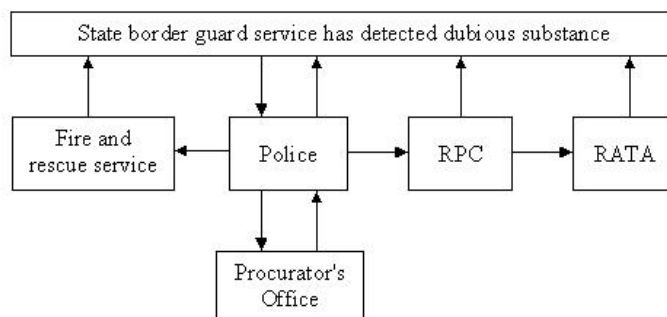 State border guard service has detected dubious substance
Fire and
rescue service
Police
RPC
RATA
Procurator's
Office